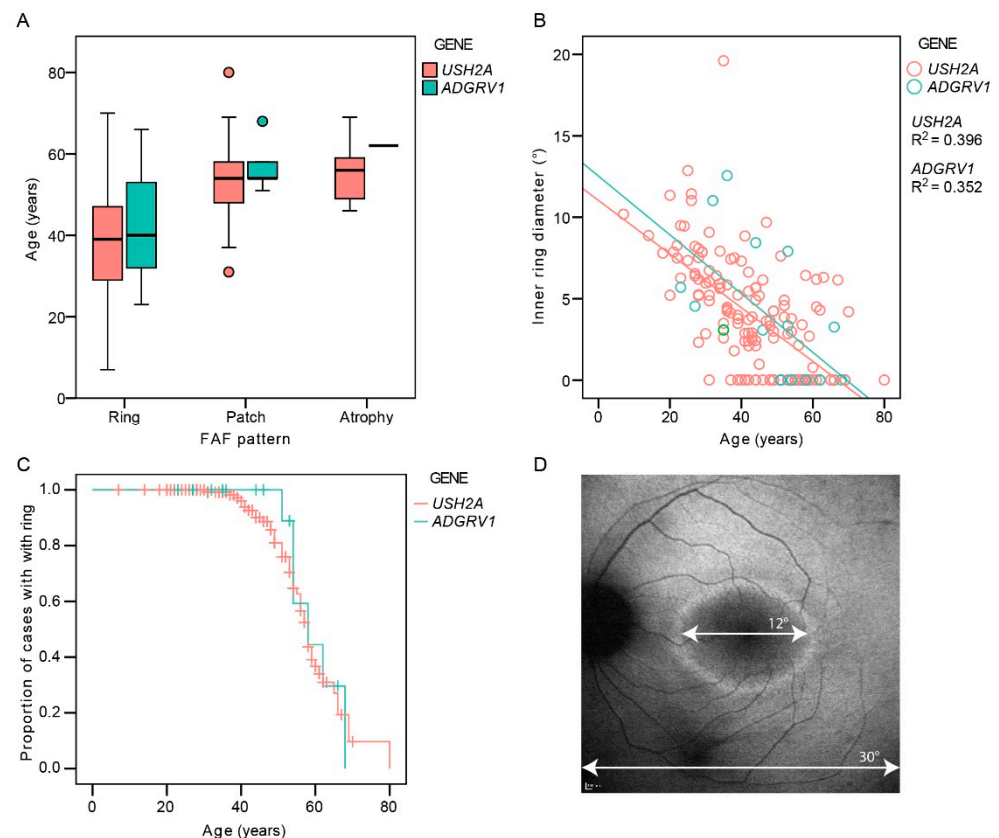 A
GENE
USH2A
ADGRV1
80
60
40
20
0
Age (years)
Ring
Patch
Atrophy
FAF pattern
B
GENE
USH2A
ADGRV1
USH2A
R² = 0.396
ADGRV1
R² = 0.352
20
15
10
5
0
Inner ring diameter (°)
0
20
40
60
80
Age (years)
C
GENE
USH2A
ADGRV1
1.0
0.8
0.6
0.4
0.2
0.0
Proportion of cases with with ring
0
20
40
60
80
Age (years)
D
12°
30°